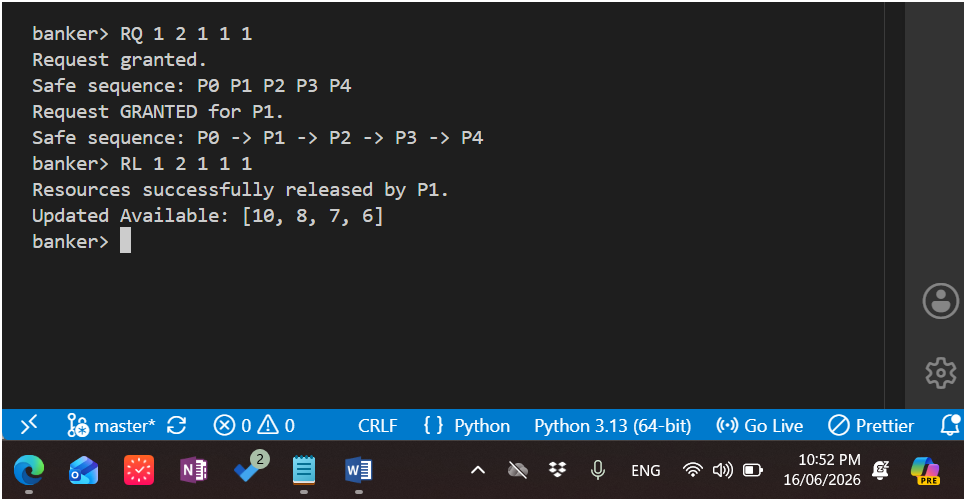 banker> RQ 1 2 1 1 1
Request granted.
Safe sequence: P0 P1 P2 P3 P4
Request GRANTED for P1.
Safe sequence: P0 -> P1 -> P2 -> P3 -> P4
banker> RL 1 2 1 1 1
Resources successfully released by P1.
Updated Available: [10, 8, 7, 6]
banker>
master* 0 0 CRLF { } Python Python 3.13 (64-bit) Go Live Prettier
N 2 W ENG 10:52 PM PRE
16/06/2026